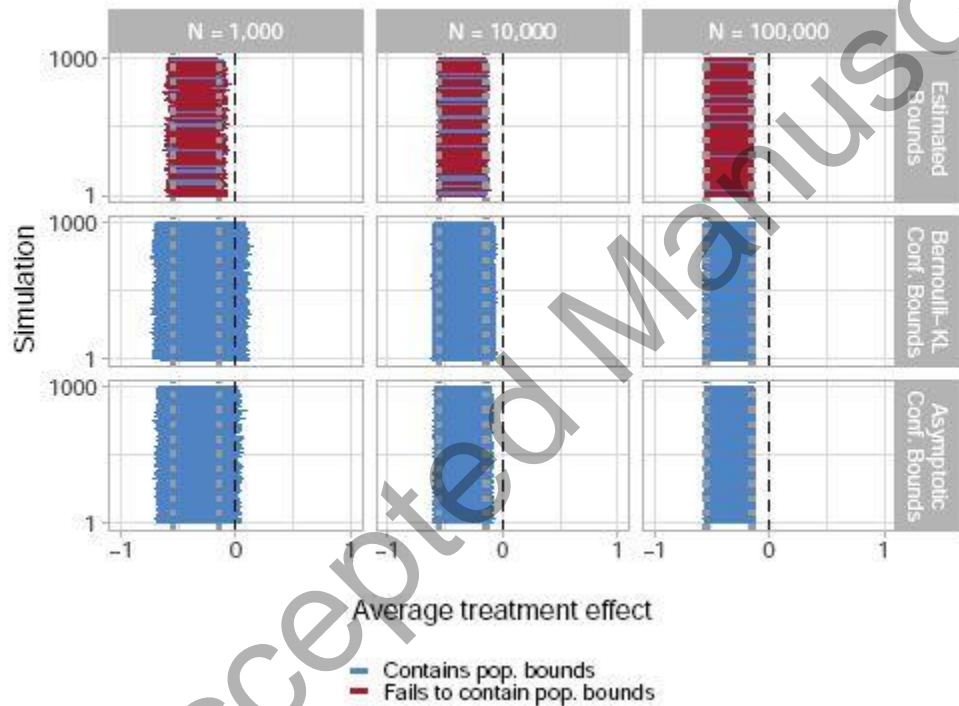 N = 1,000
N = 10,000
N = 100,000
1000
1
Estimated
Bounds
Simulation
1000
1
Bernoulli–KL
Conf. Bounds
1000
1
Asymptotic
Conf. Bounds
−1
0
1
−1
0
1
−1
0
1
Average treatment effect
Contains pop. bounds
Fails to contain pop. bounds
ccepted Manusc